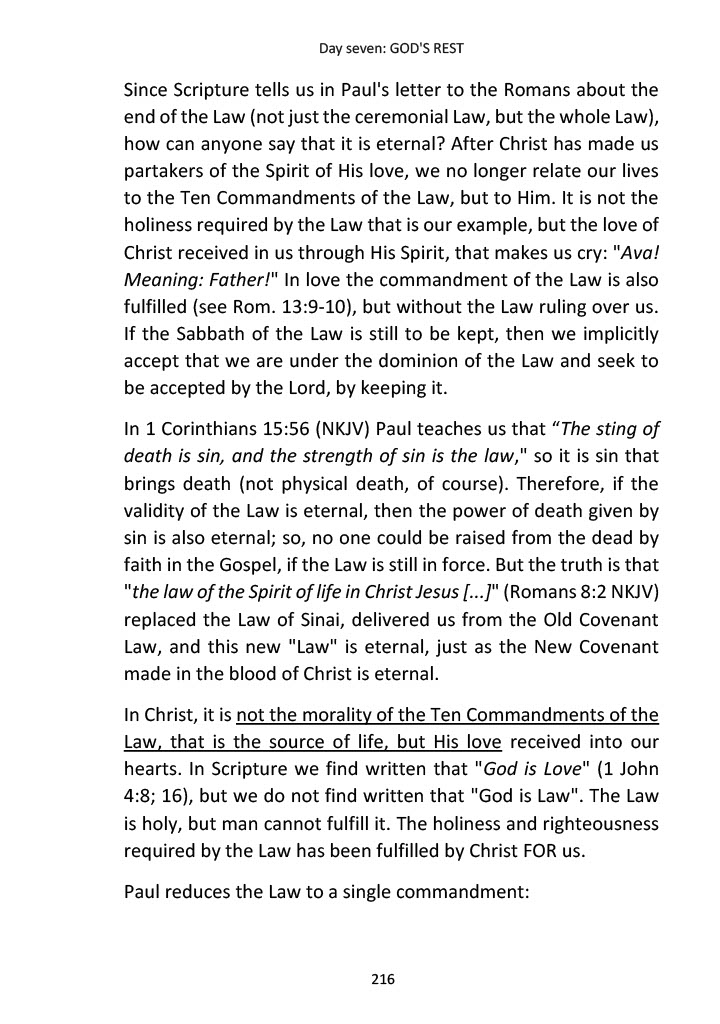 Day seven: GOD'S REST
Since Scripture tells us in Paul's letter to the Romans about the
end of the Law (not just the ceremonial Law, but the whole Law),
how can anyone say that it is eternal? After Christ has made us
partakers of the Spirit of His love, we no longer relate our lives
to the Ten Commandments of the Law, but to Him. It is not the
holiness required by the Law that is our example, but the love of
Christ received in us through His Spirit, that makes us cry: "Ava!
Meaning: Father!" In love the commandment of the Law is also
fulfilled (see Rom. 13:9-10), but without the Law ruling over us.
If the Sabbath of the Law is still to be kept, then we implicitly
accept that we are under the dominion of the Law and seek to
be accepted by the Lord, by keeping it.
In 1 Corinthians 15:56 (NKJV) Paul teaches us that “The sting of
death is sin, and the strength of sin is the law," so it is sin that
brings death (not physical death, of course). Therefore, if the
validity of the Law is eternal, then the power of death given by
sin is also eternal; so, no one could be raised from the dead by
faith in the Gospel, if the Law is still in force. But the truth is that
"the law of the Spirit of life in Christ Jesus [...]" (Romans 8:2 NKJV)
replaced the Law of Sinai, delivered us from the Old Covenant
Law, and this new "Law" is eternal, just as the New Covenant
made in the blood of Christ is eternal.
In Christ, it is not the morality of the Ten Commandments of the
Law, that is the source of life, but His love received into our
hearts. In Scripture we find written that "God is Love" (1 John
4:8; 16), but we do not find written that "God is Law". The Law
is holy, but man cannot fulfill it. The holiness and righteousness
required by the Law has been fulfilled by Christ FOR us.
Paul reduces the Law to a single commandment:
216